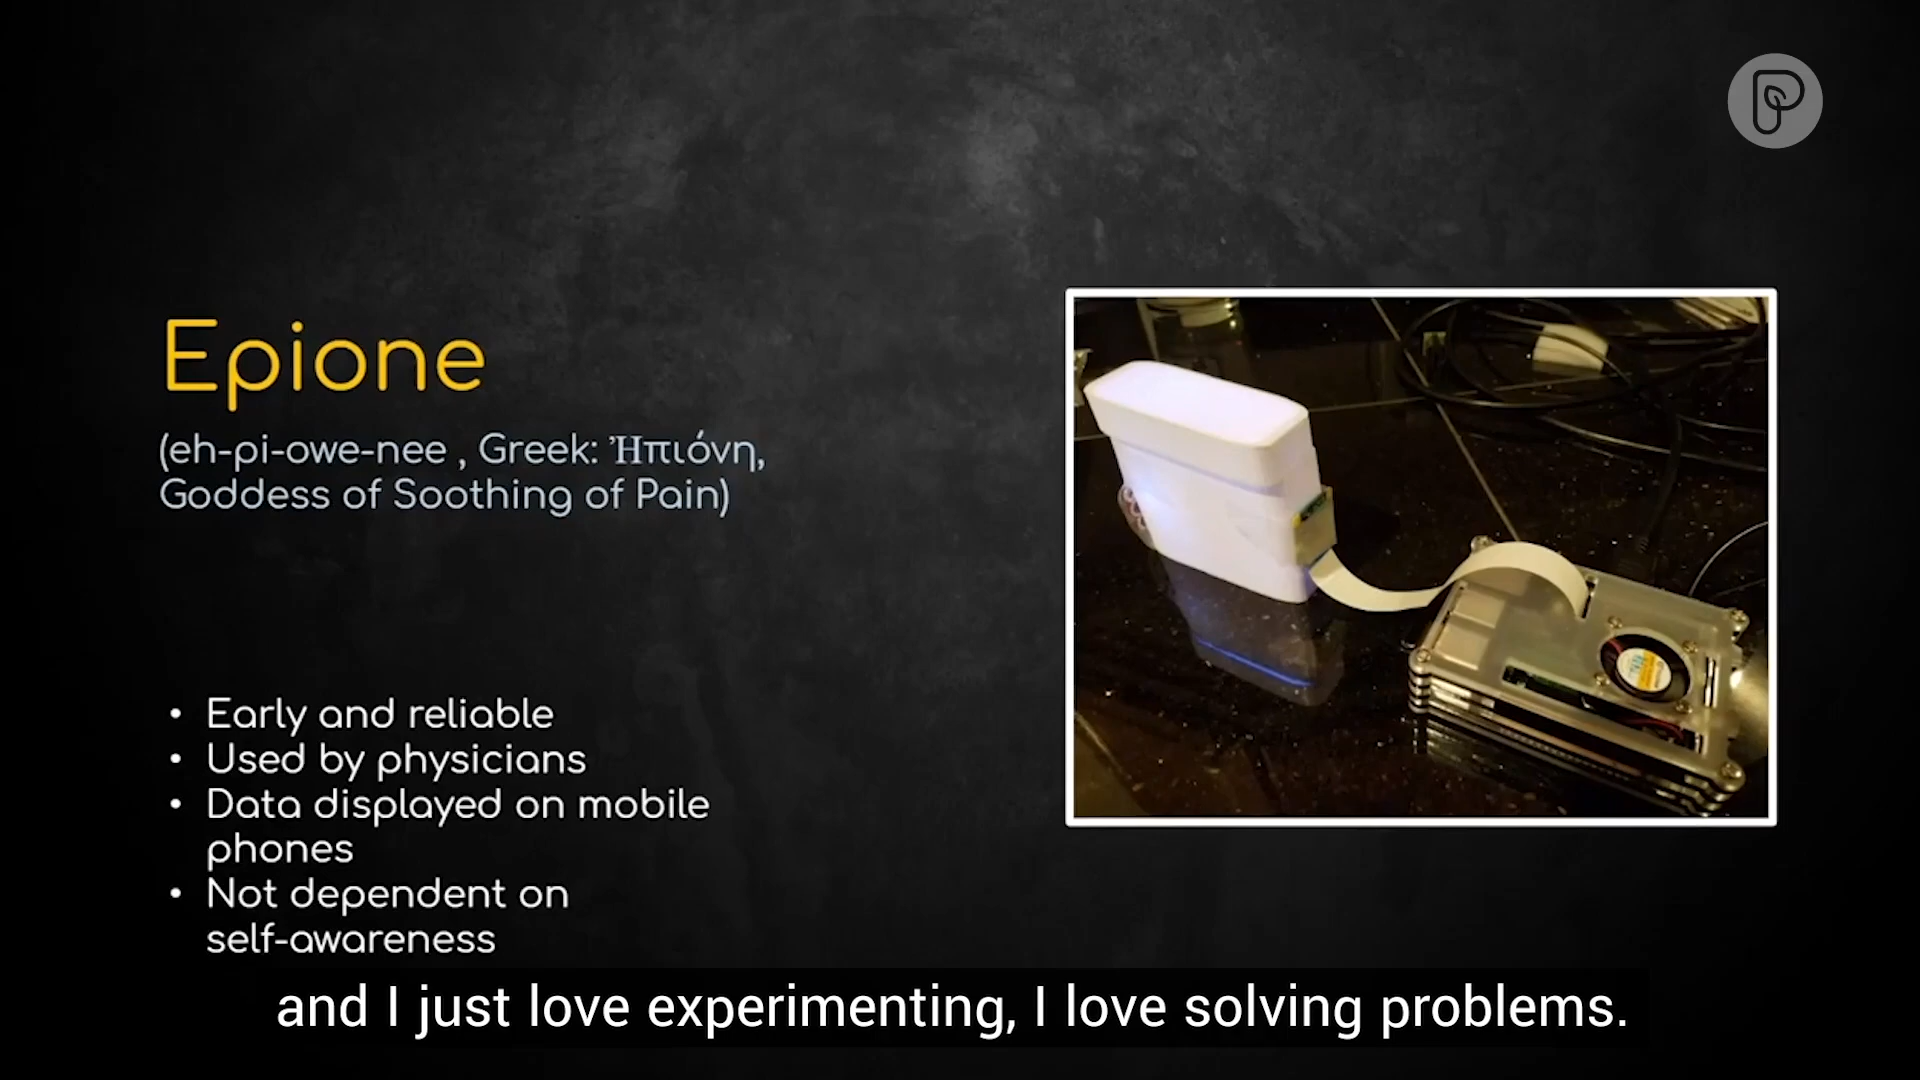 Epione
(eh-pi-owe-nee , Greek: Ἠπιόνη,
Goddess of Soothing of Pain)
• Early and reliable
• Used by physicians
• Data displayed on mobile
phones
• Not dependent on
self-awareness
and I just love experimenting, I love solving problems.